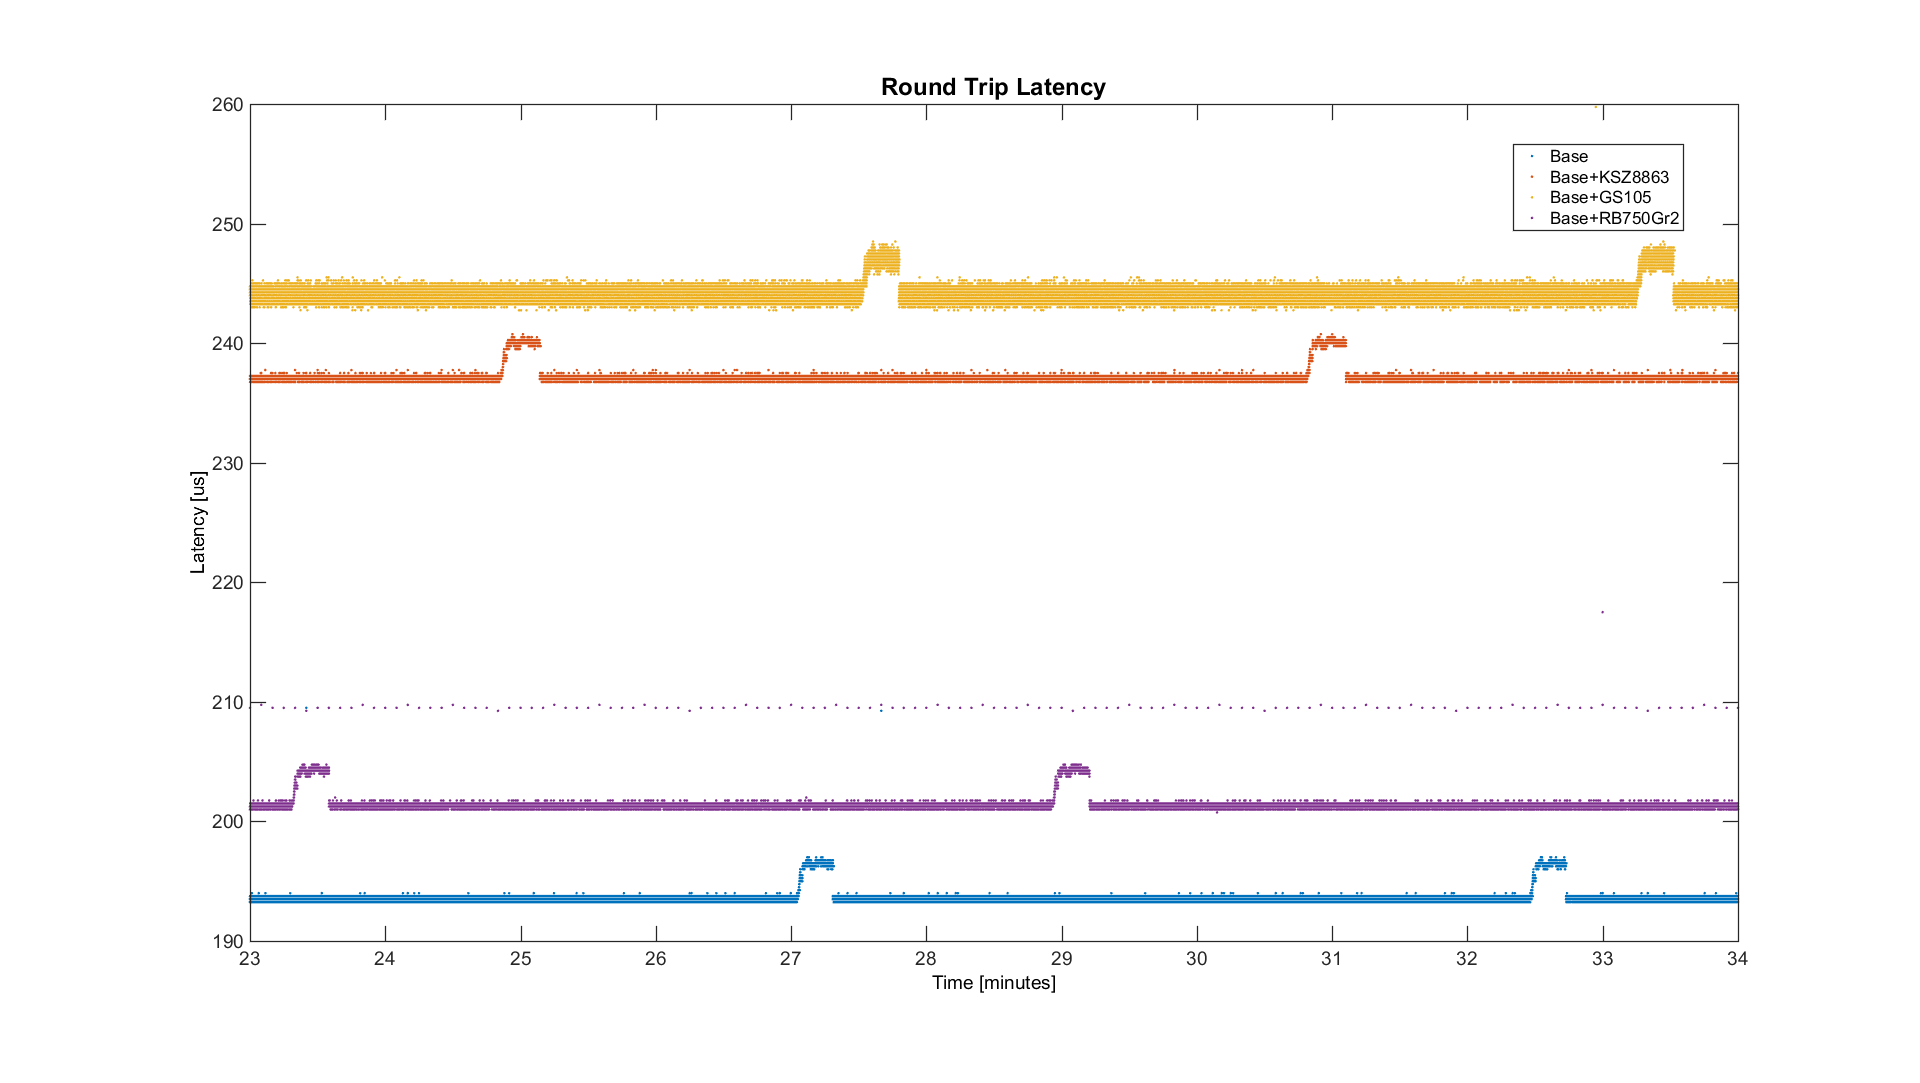 Round Trip Latency
260
250
240
230
220
210
200
190
Latency [us]
Base
Base+KSZ8863
Base+GS105
Base+RB750Gr2
23 24 25 26 27 28 29 30 31 32 33 34
Time [minutes]